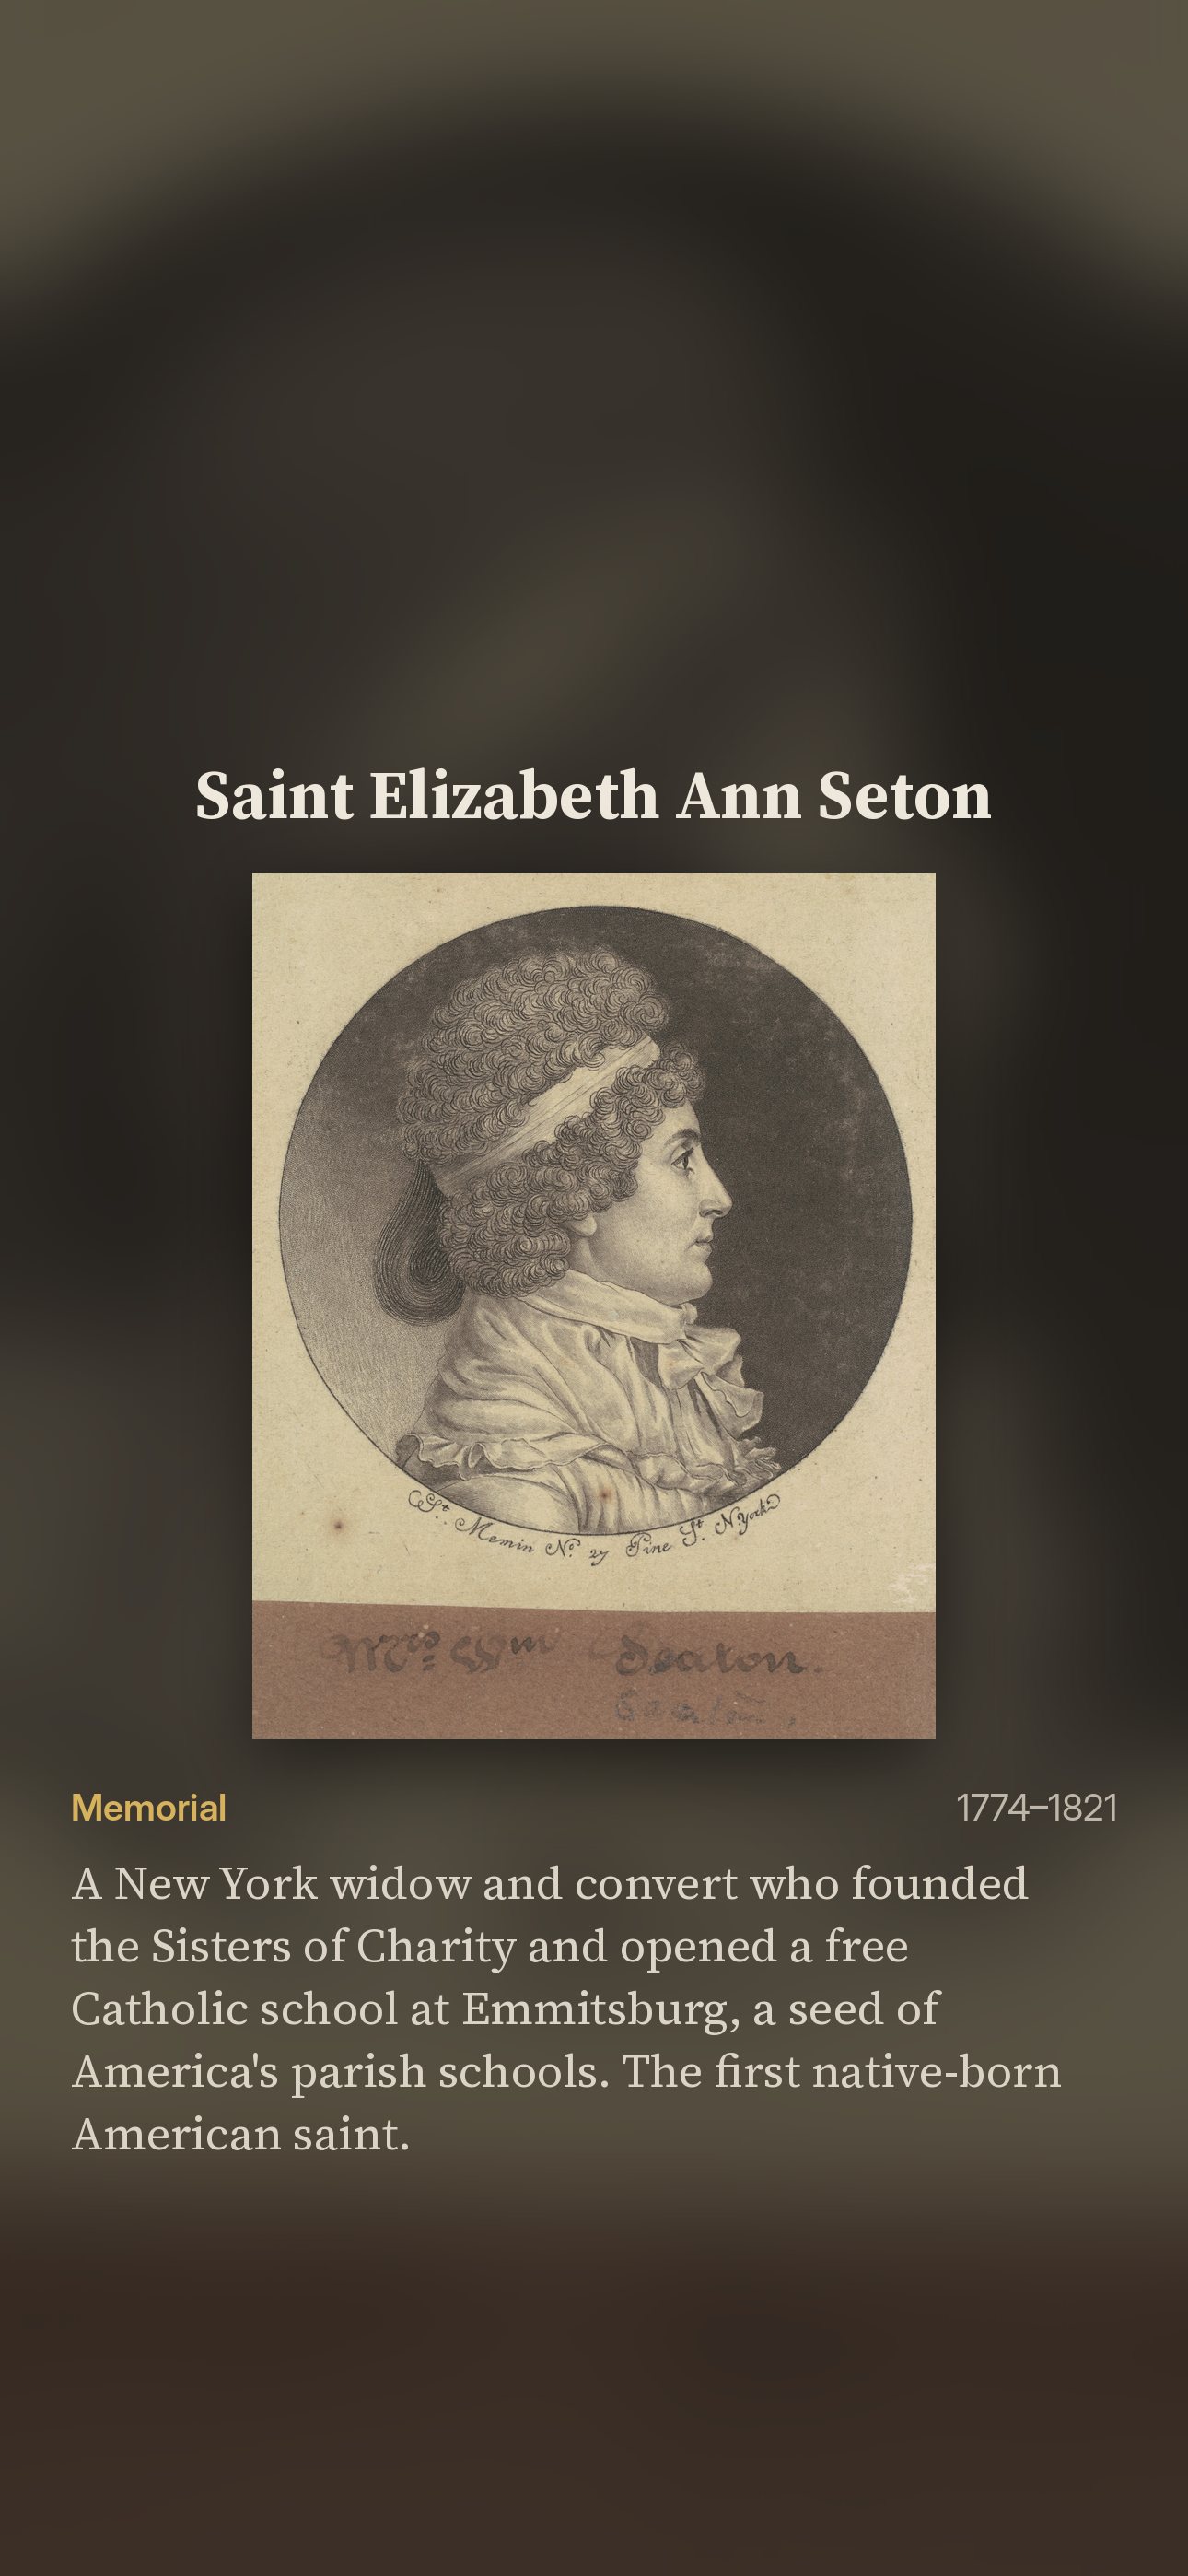 Saint Elizabeth Ann Seton
St. Memin No. 27 Pine St. N. York
Mrs. Wm Seaton.
Memorial
1774–1821
A New York widow and convert who founded
the Sisters of Charity and opened a free
Catholic school at Emmitsburg, a seed of
America's parish schools. The first native-born
American saint.